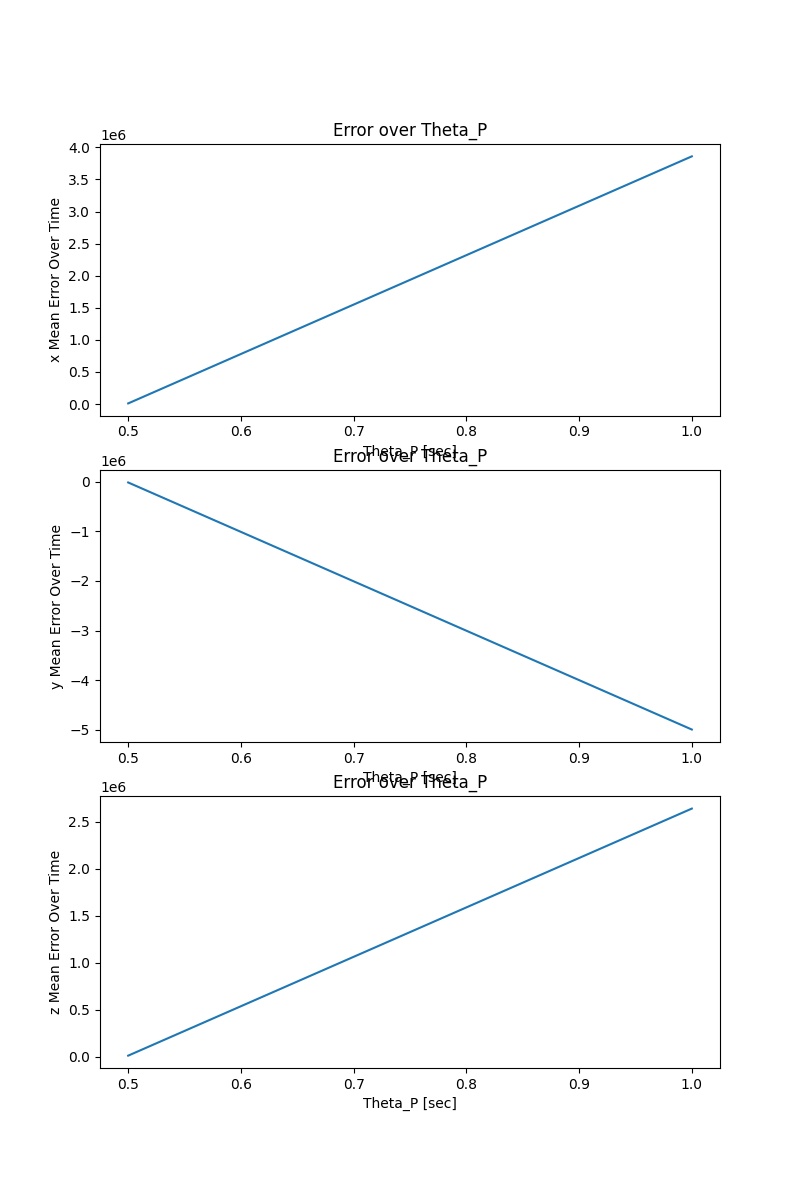 Error over Theta_P
1e6
4.0
3.5
3.0
2.5
2.0
1.5
1.0
0.5
0.0
x Mean Error Over Time
0.5 0.6 0.7 0.8 0.9 1.0
Theta_P [sec]
Error over Theta_P
1e6
0
−1
−2
−3
−4
−5
y Mean Error Over Time
0.5 0.6 0.7 0.8 0.9 1.0
Theta_P [sec]
Error over Theta_P
1e6
2.5
2.0
1.5
1.0
0.5
0.0
z Mean Error Over Time
0.5 0.6 0.7 0.8 0.9 1.0
Theta_P [sec]